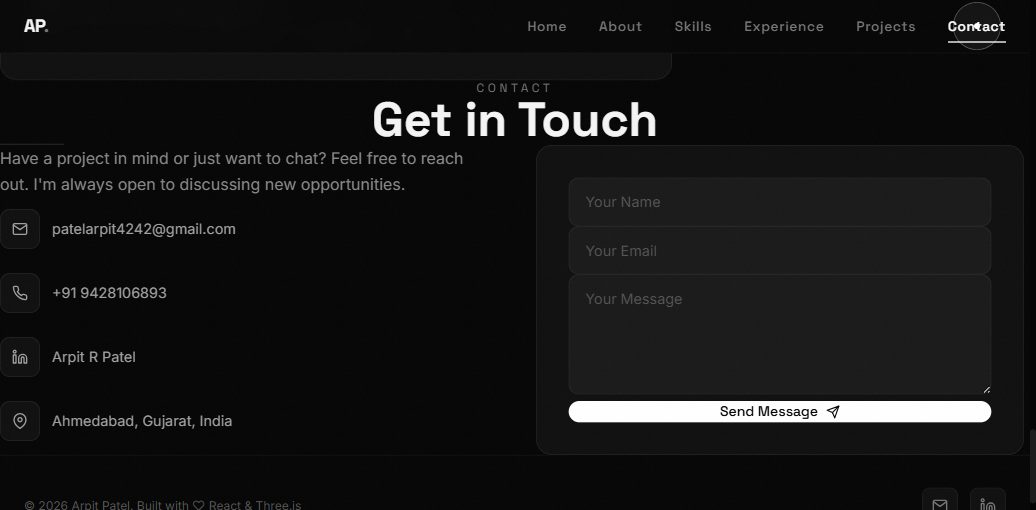 AP.
Home
About
Skills
Experience
Projects
Contact
CONTACT
Get in Touch
Have a project in mind or just want to chat? Feel free to reach
out. I'm always open to discussing new opportunities.
patelarpit4242@gmail.com
+91 9428106893
Arpit R Patel
Ahmedabad, Gujarat, India
Your Name
Your Email
Your Message
Send Message
© 2026 Arpit Patel. Built with ♡ React & Three.js